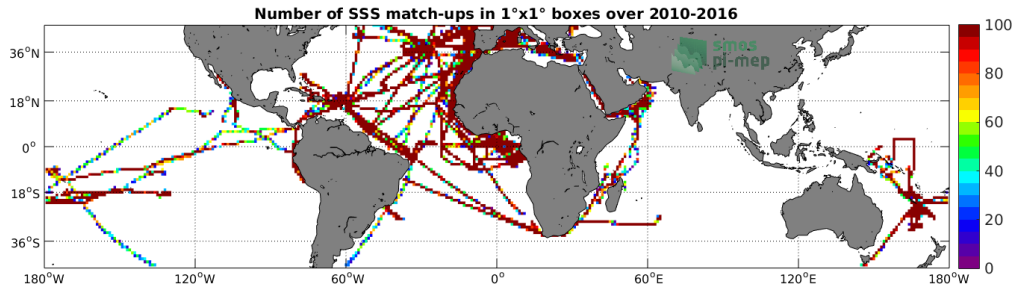 Number of SSS match-ups in 1°x1° boxes over 2010-2016
smos
pi-mep
36°N
18°N
0°
18°S
36°S
180°W
120°W
60°W
0°
60°E
120°E
180°W
100
80
60
40
20
0